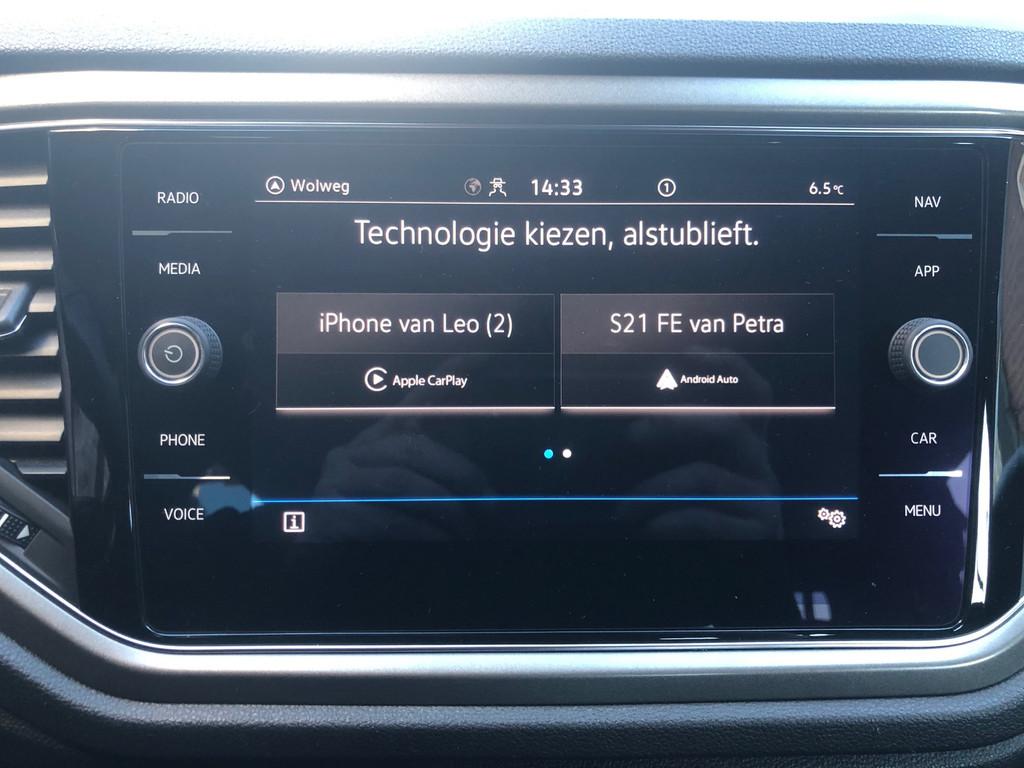 RADIO
MEDIA
PHONE
VOICE
Wolweg 14:33 1 6.5°C
Technologie kiezen, alstublieft.
iPhone van Leo (2)
Apple CarPlay
S21 FE van Petra
Android Auto
i
NAV
APP
CAR
MENU